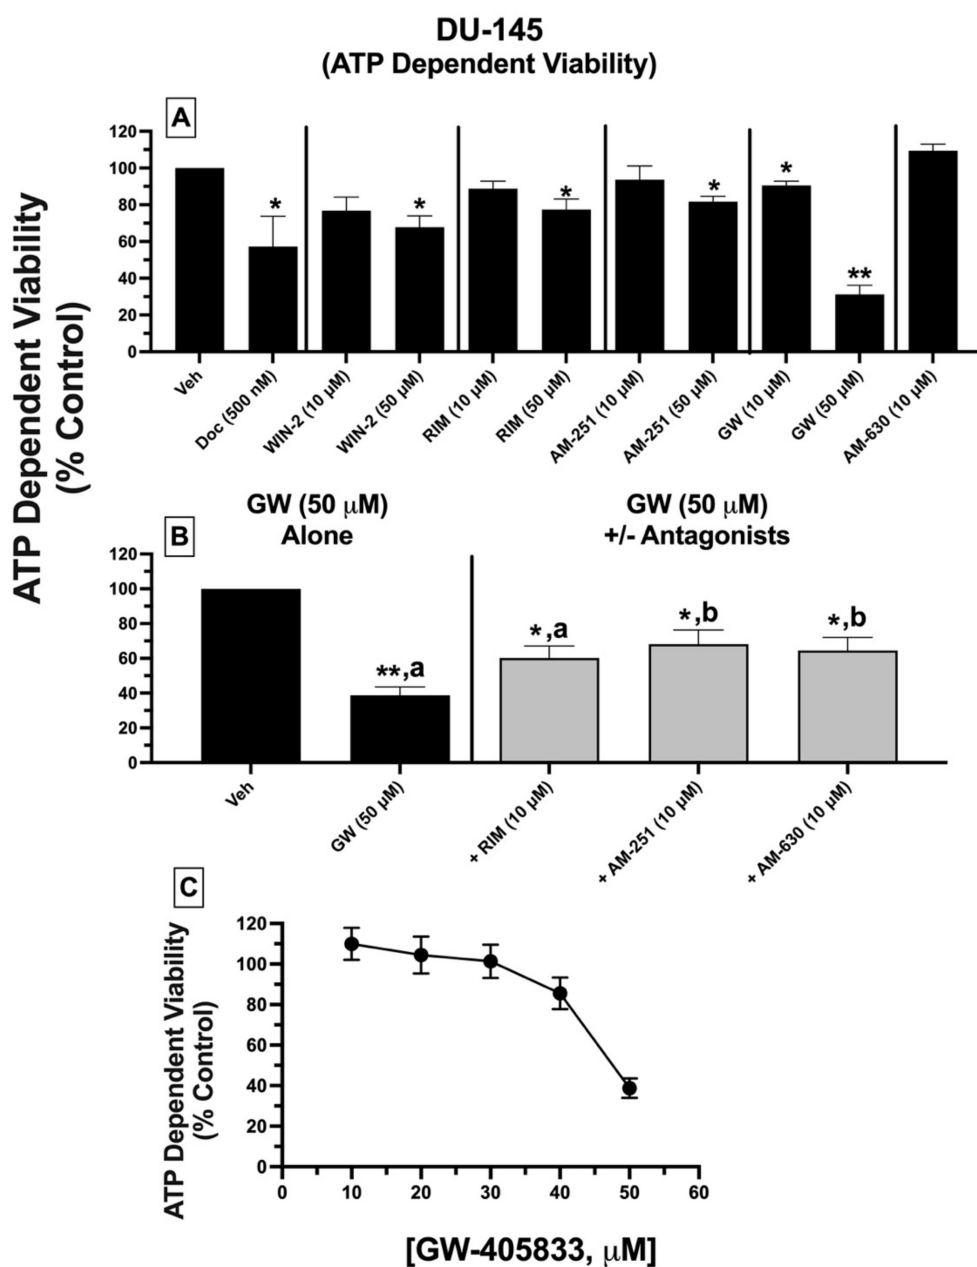 DU-145
(ATP Dependent Viability)
ATP Dependent Viability
(% Control)
A
120
100
80
60
40
20
0
*
*
*
*
*
**
Veh
Doc (500 nM)
WIN-2 (10 µM)
WIN-2 (50 µM)
RIM (10 µM)
RIM (50 µM)
AM-251 (10 µM)
AM-251 (50 µM)
GW (10 µM)
GW (50 µM)
AM-630 (10 µM)
B
GW (50 µM)
Alone
GW (50 µM)
+/- Antagonists
120
100
80
60
40
20
0
**,a
*,a
*,b
*,b
Veh
GW (50 µM)
+ RIM (10 µM)
+ AM-251 (10 µM)
+ AM-630 (10 µM)
C
ATP Dependent Viability
(% Control)
120
100
80
60
40
20
0
0 10 20 30 40 50 60
[GW-405833, µM]